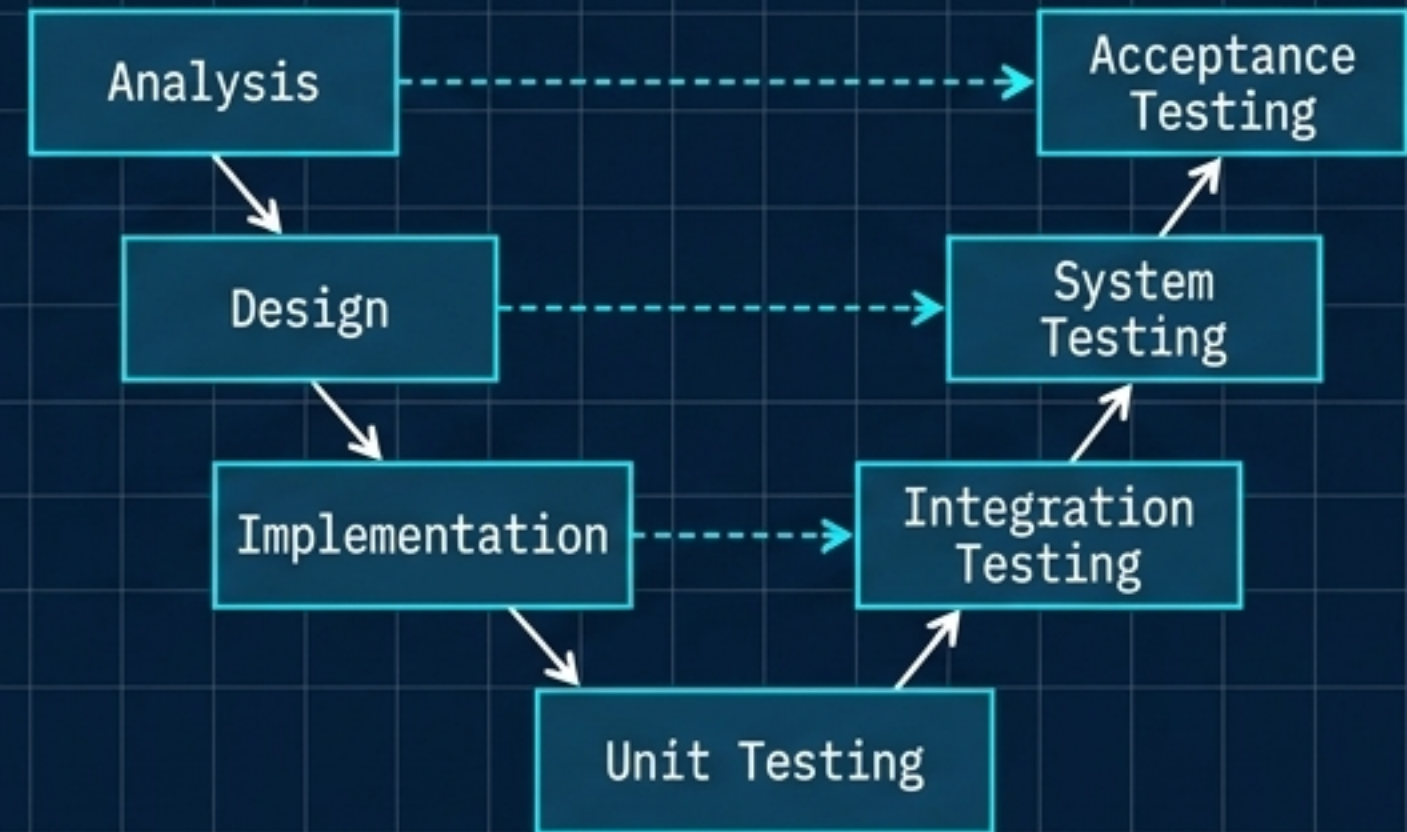 Analysis
Acceptance
Testing
Design
System
Testing
Implementation
Integration
Testing
Unit Testing